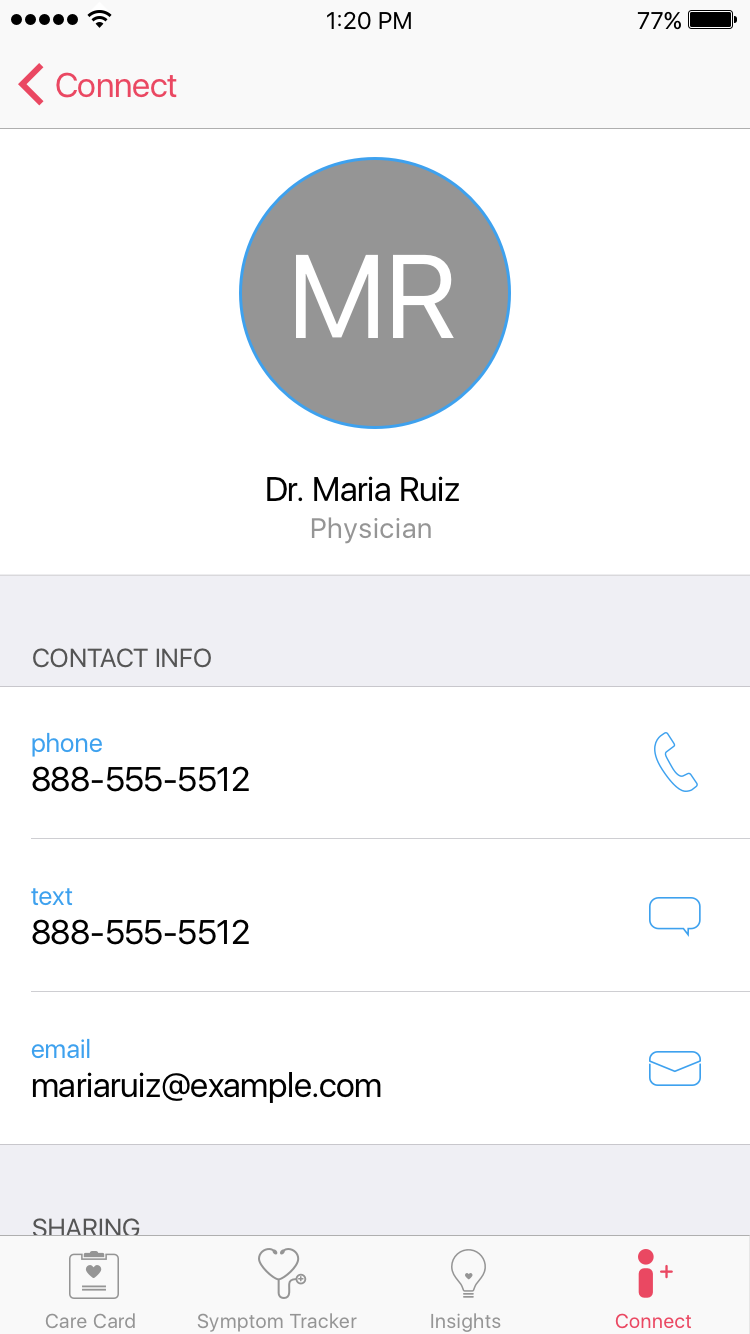 1:20 PM 77%
Connect
MR
Dr. Maria Ruiz
Physician
CONTACT INFO
phone
888-555-5512
text
888-555-5512
email
mariaruiz@example.com
SHARING
Care Card Symptom Tracker Insights Connect